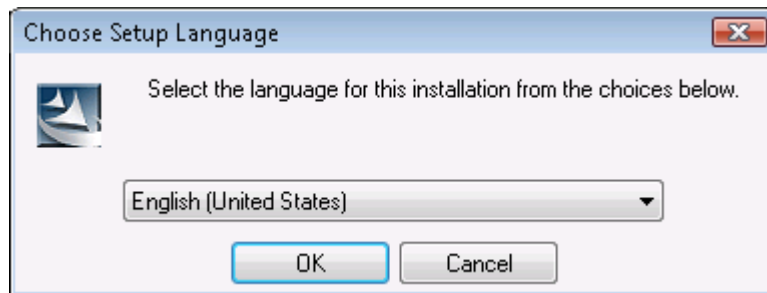 Choose Setup Language
Select the language for this installation from the choices below.
English (United States)
OK
Cancel